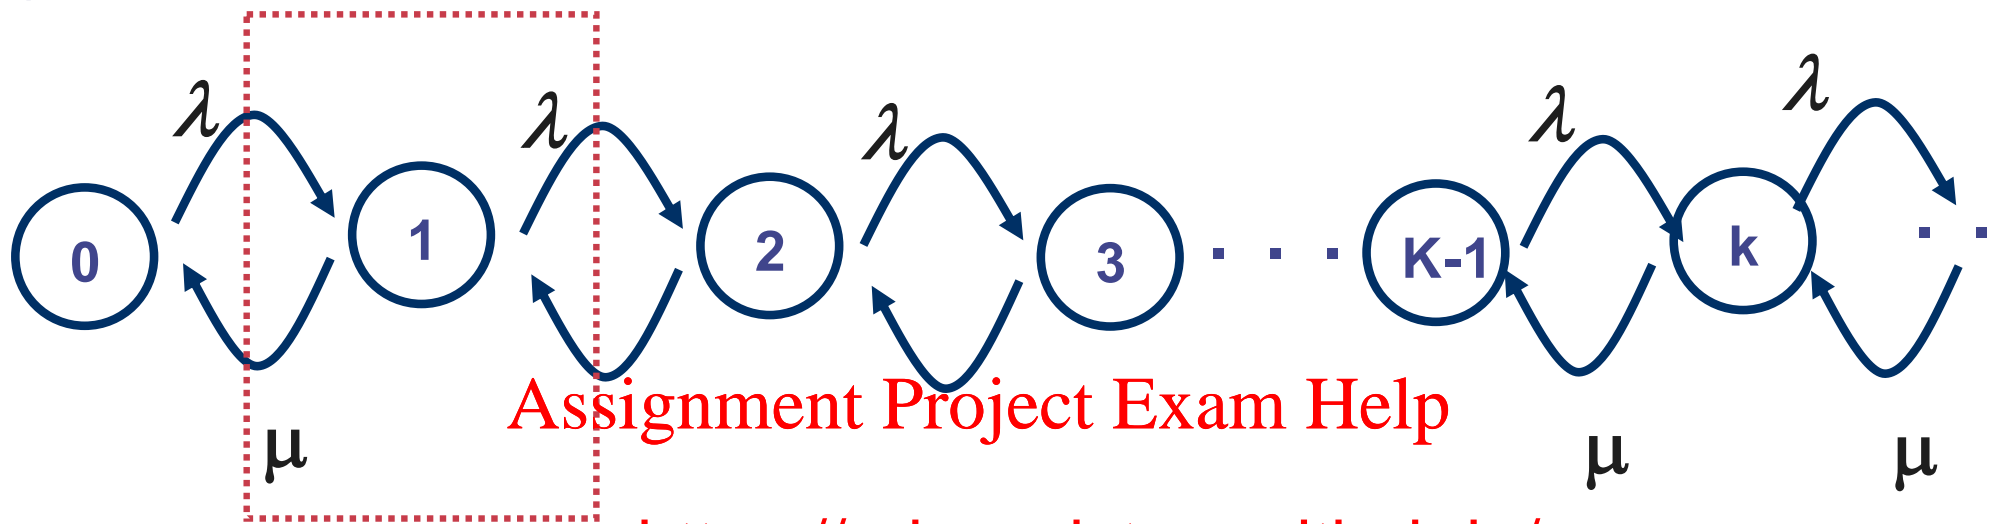 λ λ λ λ λ
0 1 2 3 . . . K-1 k . .
Assignment Project Exam Help
μ μ μ